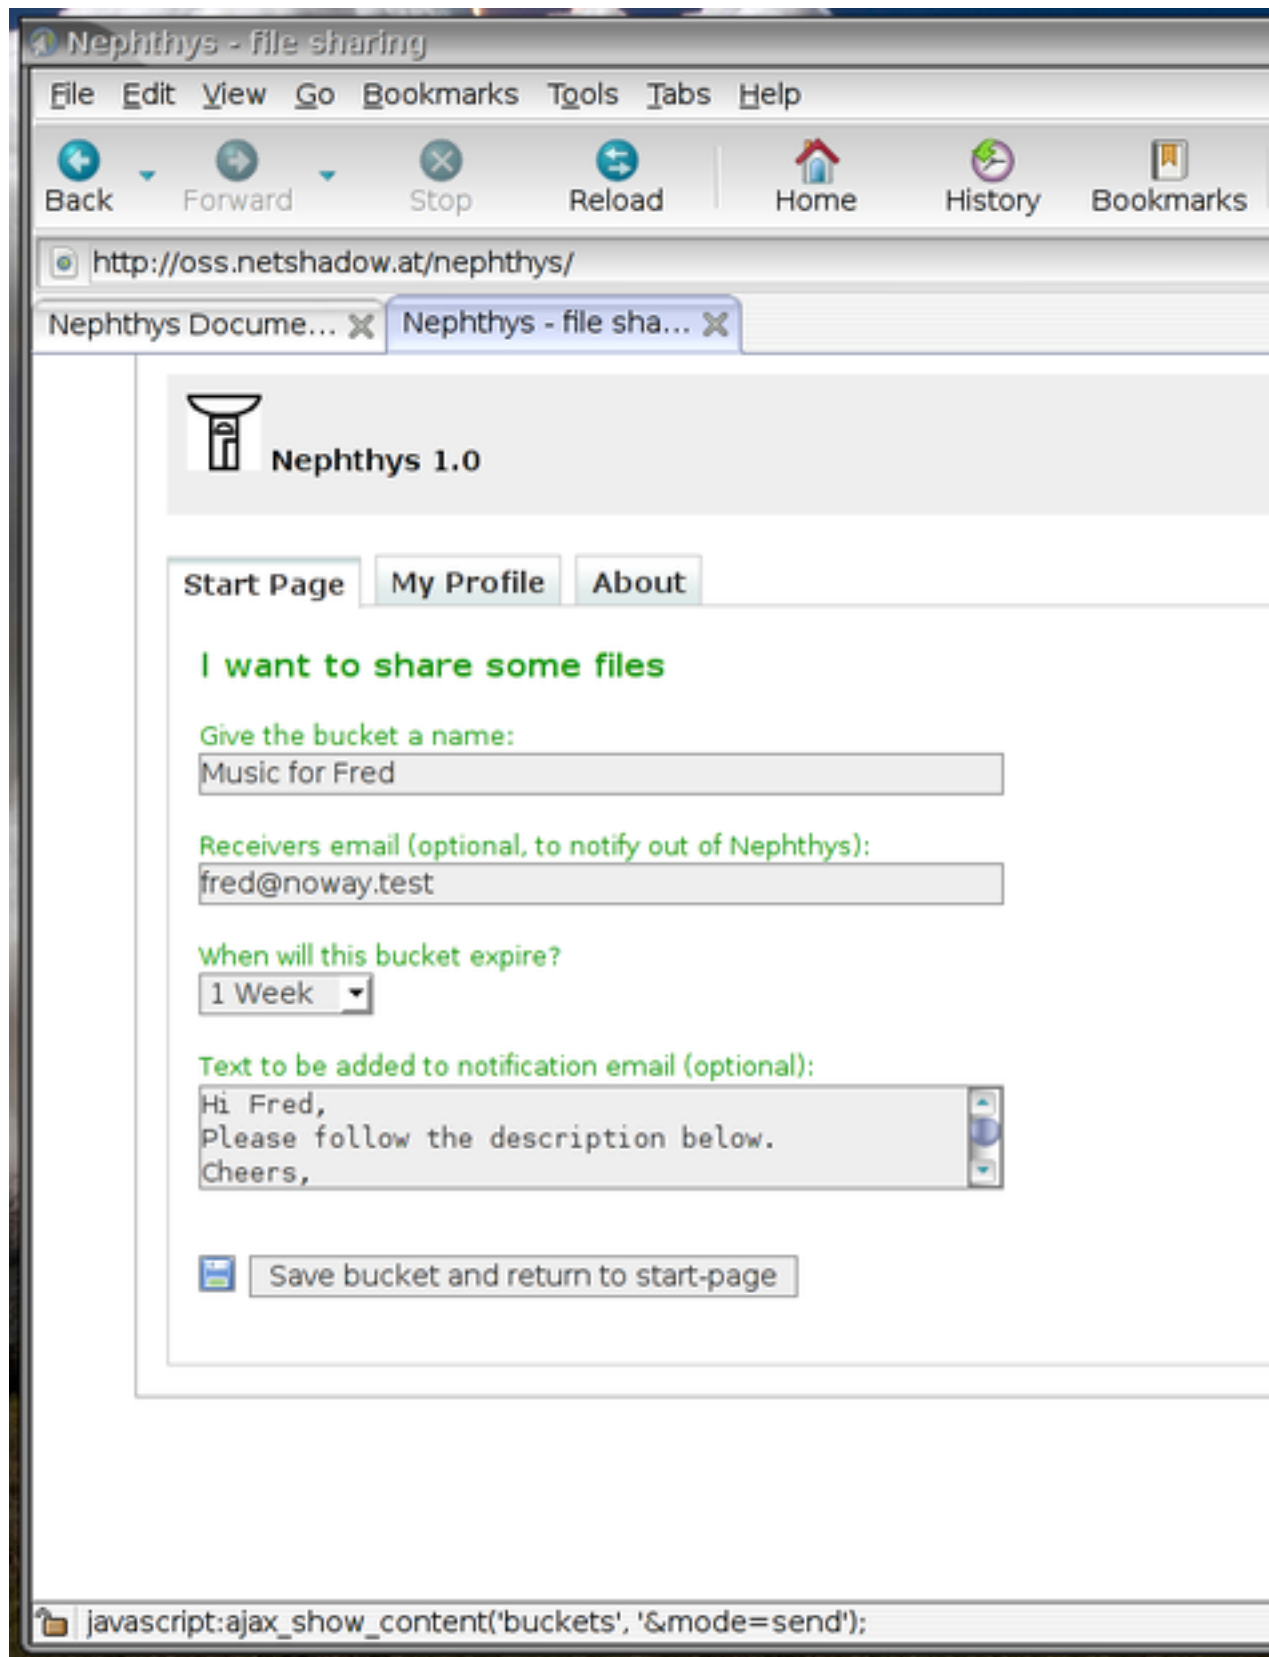 Nephthys - file sharing
File Edit View Go Bookmarks Tools Tabs Help
Back Forward Stop Reload Home History Bookmarks
http://oss.netshadow.at/nephthys/
Nephthys Docume... Nephthys - file sha...
Nephthys 1.0
Start Page My Profile About
I want to share some files
Give the bucket a name:
Music for Fred
Receivers email (optional, to notify out of Nephthys):
fred@noway.test
When will this bucket expire?
1 Week
Text to be added to notification email (optional):
Hi Fred,
Please follow the description below.
Cheers,
Save bucket and return to start-page
javascript:ajax_show_content('buckets', '&mode=send');